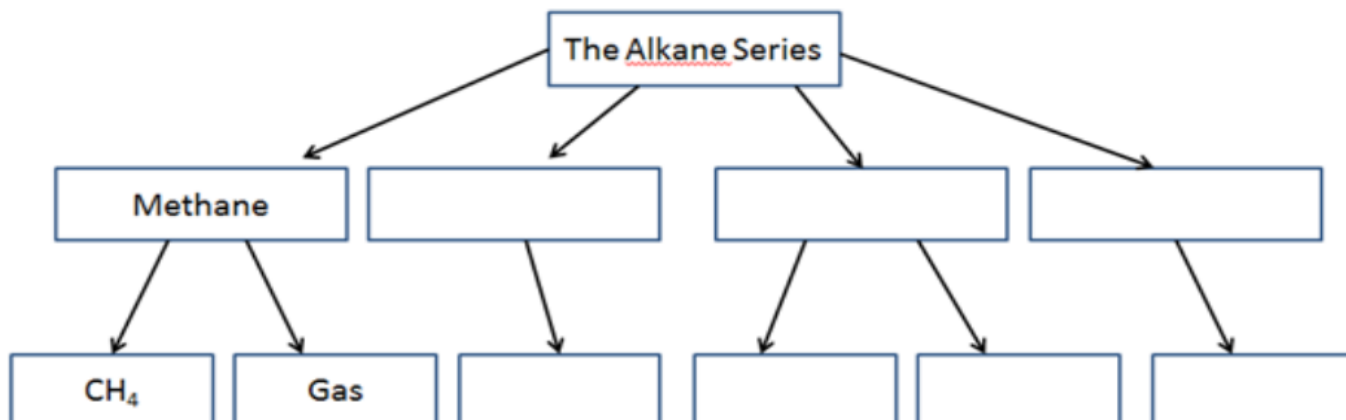 The Alkane Series
Methane
CH₄
Gas